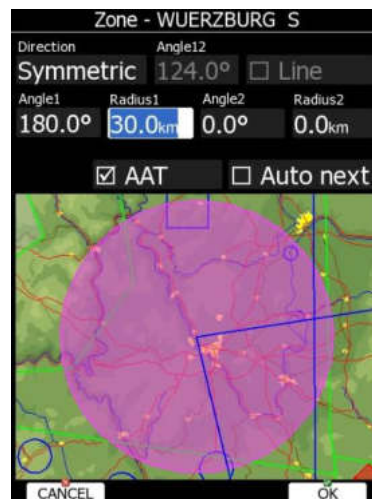 Zone - WUERZBURG S
Direction Angle12
Symmetric 124.0° Line
Angle1 Radius1 Angle2 Radius2
180.0° 30.0km 0.0° 0.0km
AAT Auto next
CANCEL OK